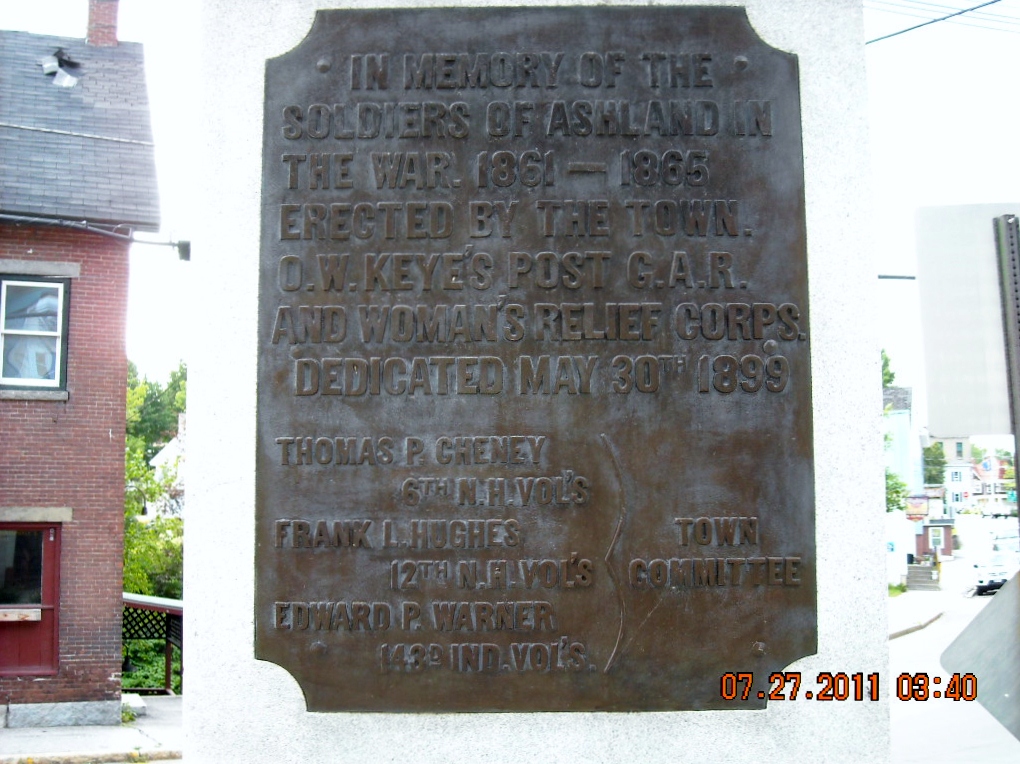 IN MEMORY OF THE
SOLDIERS OF ASHLAND IN
THE WAR. 1861 — 1865
ERECTED BY THE TOWN.
O.W. KEYE'S POST G.A.R.
AND WOMAN'S RELIEF CORPS.
DEDICATED MAY 30TH 1899
THOMAS P. CHENEY
6TH N.H. VOL'S
FRANK L. HUGHES
12TH N.H. VOL'S
EDWARD P. WARNER
143D IND. VOL'S.
TOWN
COMMITTEE
07.27.2011 03:40